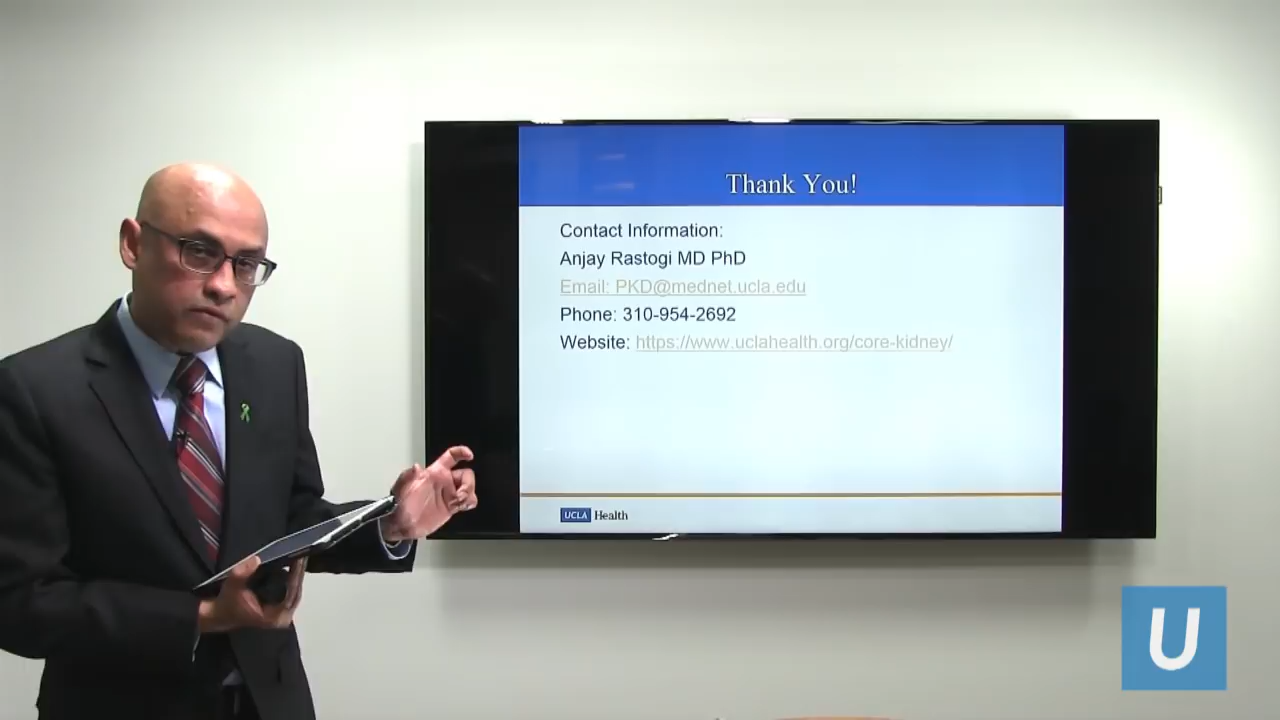 Thank You!
Contact Information:
Anjay Rastogi MD PhD
Email: PKD@mednet.ucla.edu
Phone: 310-954-2692
Website: https://www.uclahealth.org/core-kidney/
UCLA Health
U